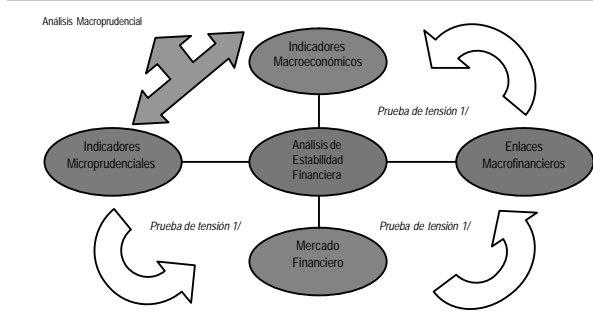 Análisis Macroprudencial
Indicadores
Macroeconómicos
Prueba de tensión 1/
Indicadores
Microprudenciales
Análisis de
Estabilidad
Financiera
Enlaces
Macrofinancieros
Prueba de tensión 1/
Prueba de tensión 1/
Mercado
Financiero